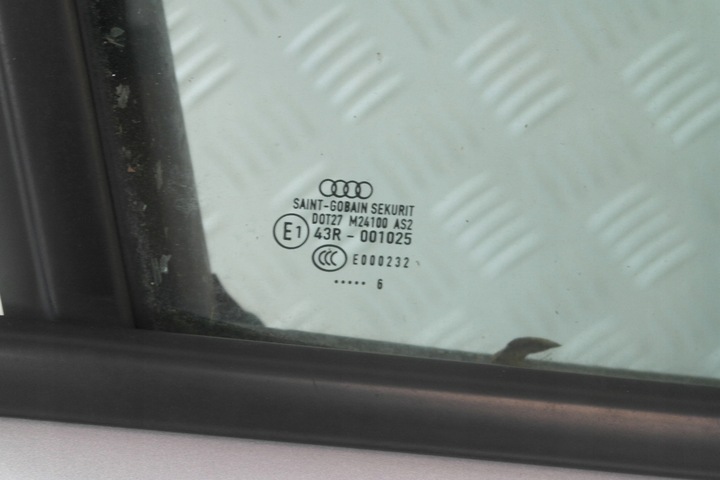 SAINT-GOBAIN SEKURIT
DOT27 M24100 AS2
E1 43R - 001025
CCC E000232
..... 6